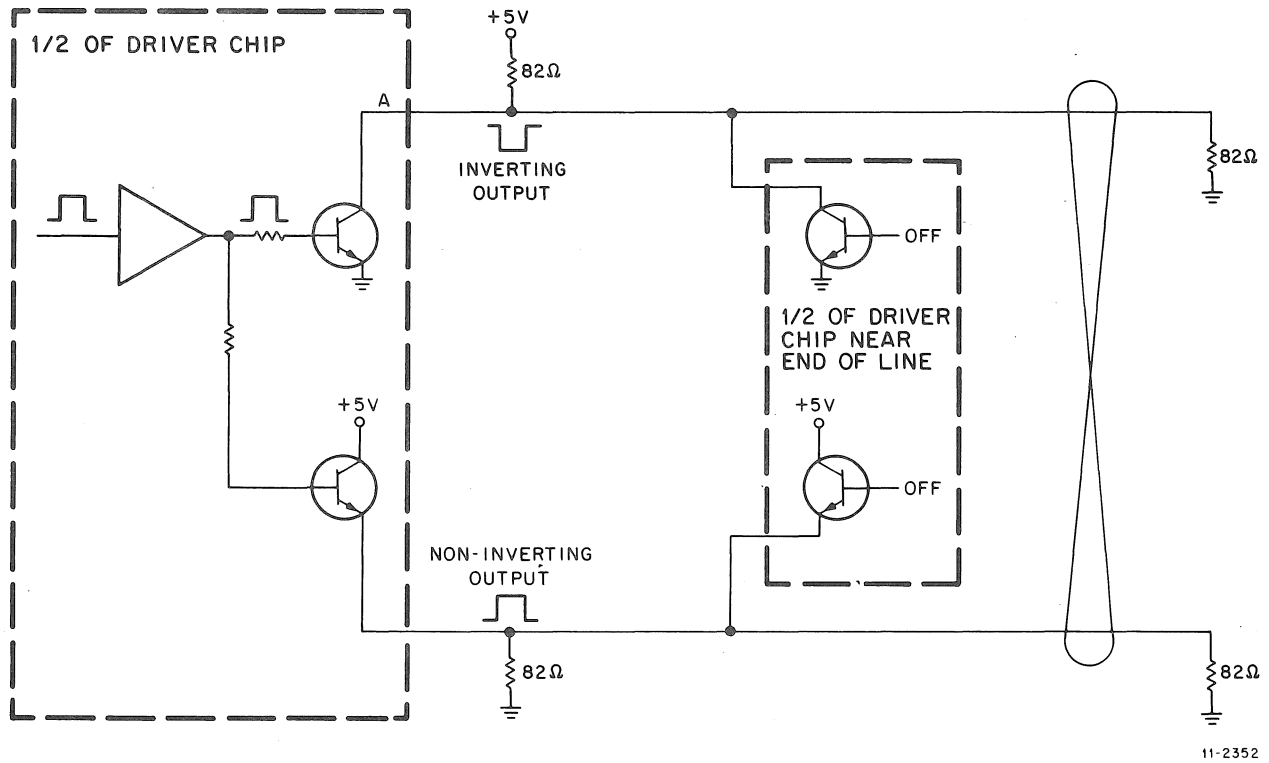 1/2 OF DRIVER CHIP
+5V
82Ω
A
INVERTING
OUTPUT
82Ω
OFF
1/2 OF DRIVER
CHIP NEAR
END OF LINE
+5V
+5V
OFF
NON-INVERTING
OUTPUT
82Ω
82Ω
11-2352